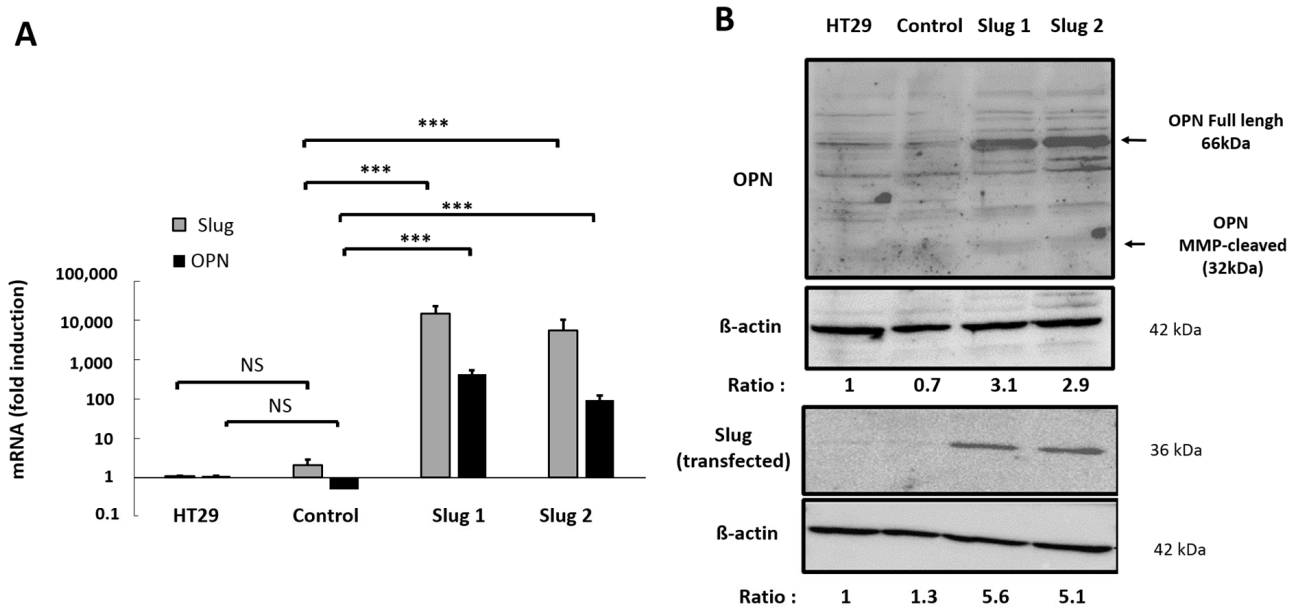 A
***
***
***
***
Slug
OPN
mRNA (fold induction)
100,000
10,000
1,000
100
10
1
0.1
NS
NS
HT29 Control Slug 1 Slug 2
B
HT29 Control Slug 1 Slug 2
OPN
OPN Full lengh
66kDa
OPN
MMP-cleaved
(32kDa)
ß-actin
42 kDa
Ratio : 1 0.7 3.1 2.9
Slug
(transfected)
36 kDa
ß-actin
42 kDa
Ratio : 1 1.3 5.6 5.1